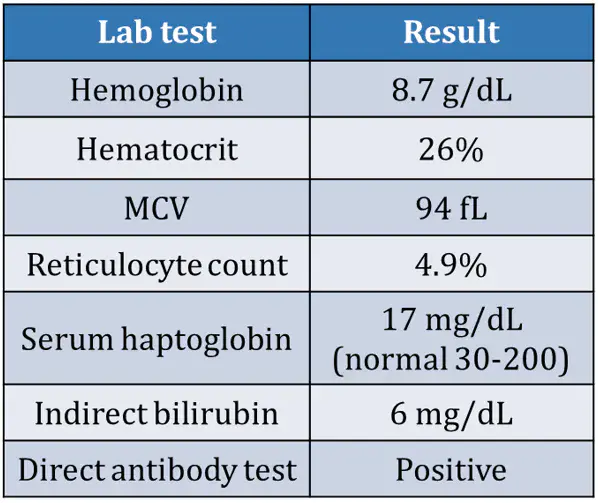 Lab test Result
Hemoglobin 8.7 g/dL
Hematocrit 26%
MCV 94 fL
Reticulocyte count 4.9%
Serum haptoglobin 17 mg/dL
(normal 30-200)
Indirect bilirubin 6 mg/dL
Direct antibody test Positive